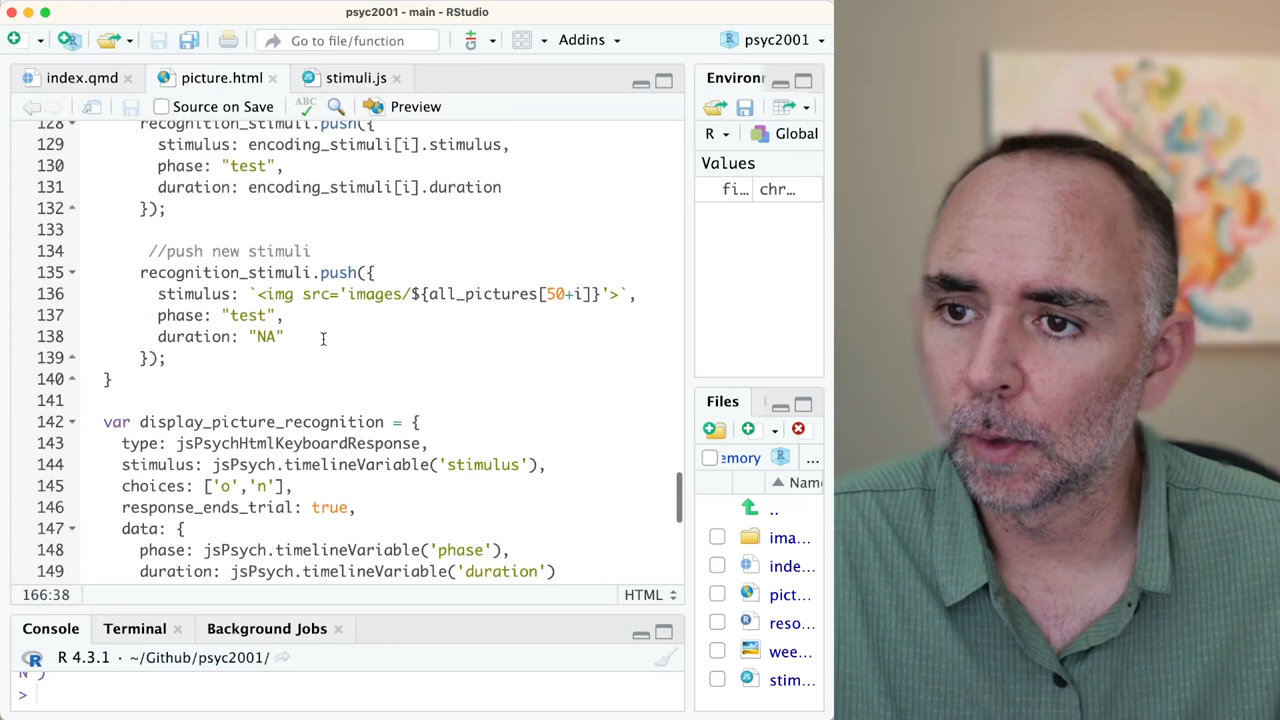 psyc2001 - main - RStudio
Go to file/function
Addins
psyc2001
index.qmd
picture.html
stimuli.js
Source on Save
ABC
Preview
128 recognition_stimuli.push({
129 stimulus: encoding_stimuli[i].stimulus,
130 phase: "test",
131 duration: encoding_stimuli[i].duration
132 });
133
134 //push new stimuli
135 recognition_stimuli.push({
136 stimulus: `<img src='images/${all_pictures[50+i]}'>`,
137 phase: "test",
138 duration: "NA"
139 });
140 }
141
142 var display_picture_recognition = {
143 type: jsPsychHtmlKeyboardResponse,
144 stimulus: jsPsych.timelineVariable('stimulus'),
145 choices: ['o','n'],
146 response_ends_trial: true,
147 data: {
148 phase: jsPsych.timelineVariable('phase'),
149 duration: jsPsych.timelineVariable('duration')
166:38
HTML
Console
Terminal
Background Jobs
R 4.3.1 · ~/Github/psyc2001/
>
Environ
R
Global
Values
fi...
chr...
Files
emory
...
Name
..
ima...
inde...
pict...
reso...
wee...
stim...